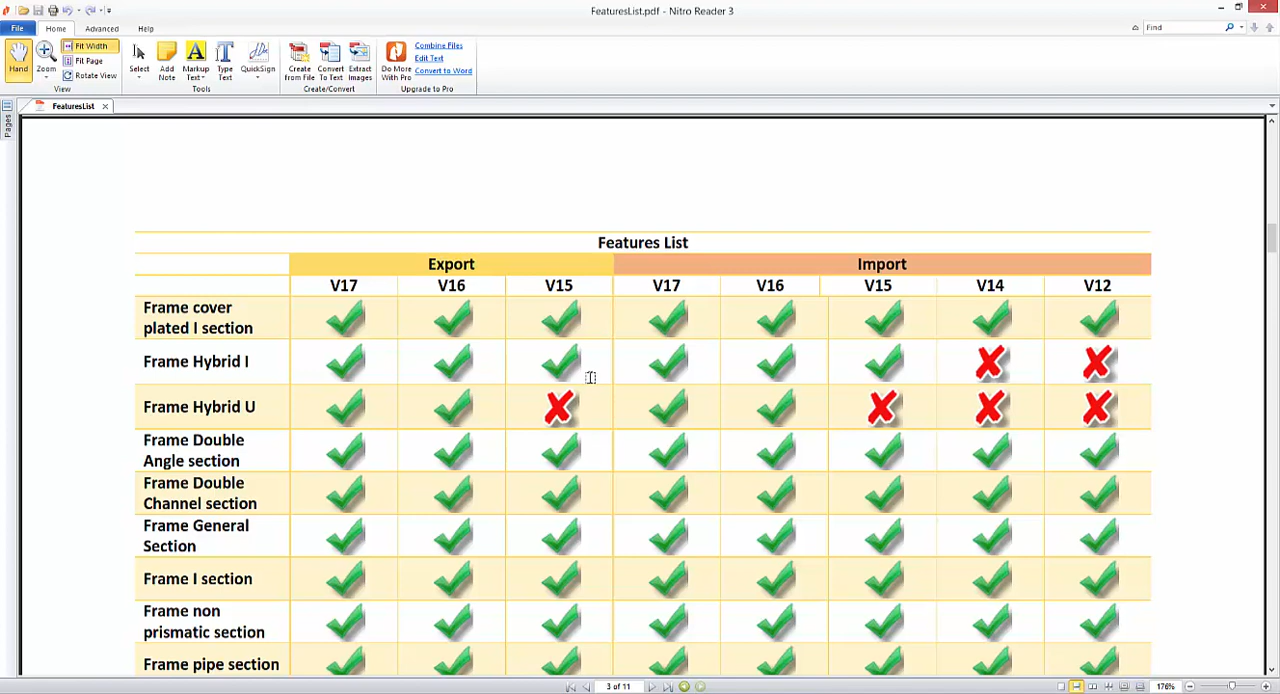 FeaturesList.pdf - Nitro Reader 3
File Home Advanced Help
Find
Hand
Zoom
Fit Width
Fit Page
Rotate View
View
Select
Add Note
Markup Text
Type Text
QuickSign
Tools
Create from File
Convert To Text
Extract Images
Create/Convert
Do More With Pro
Combine Files
Edit Text
Convert to Word
Upgrade to Pro
FeaturesList
Pages
Features List
Export Import
V17 V16 V15 V17 V16 V15 V14 V12
Frame cover
plated I section
Frame Hybrid I
Frame Hybrid U
Frame Double
Angle section
Frame Double
Channel section
Frame General
Section
Frame I section
Frame non
prismatic section
Frame pipe section
3 of 11
176%